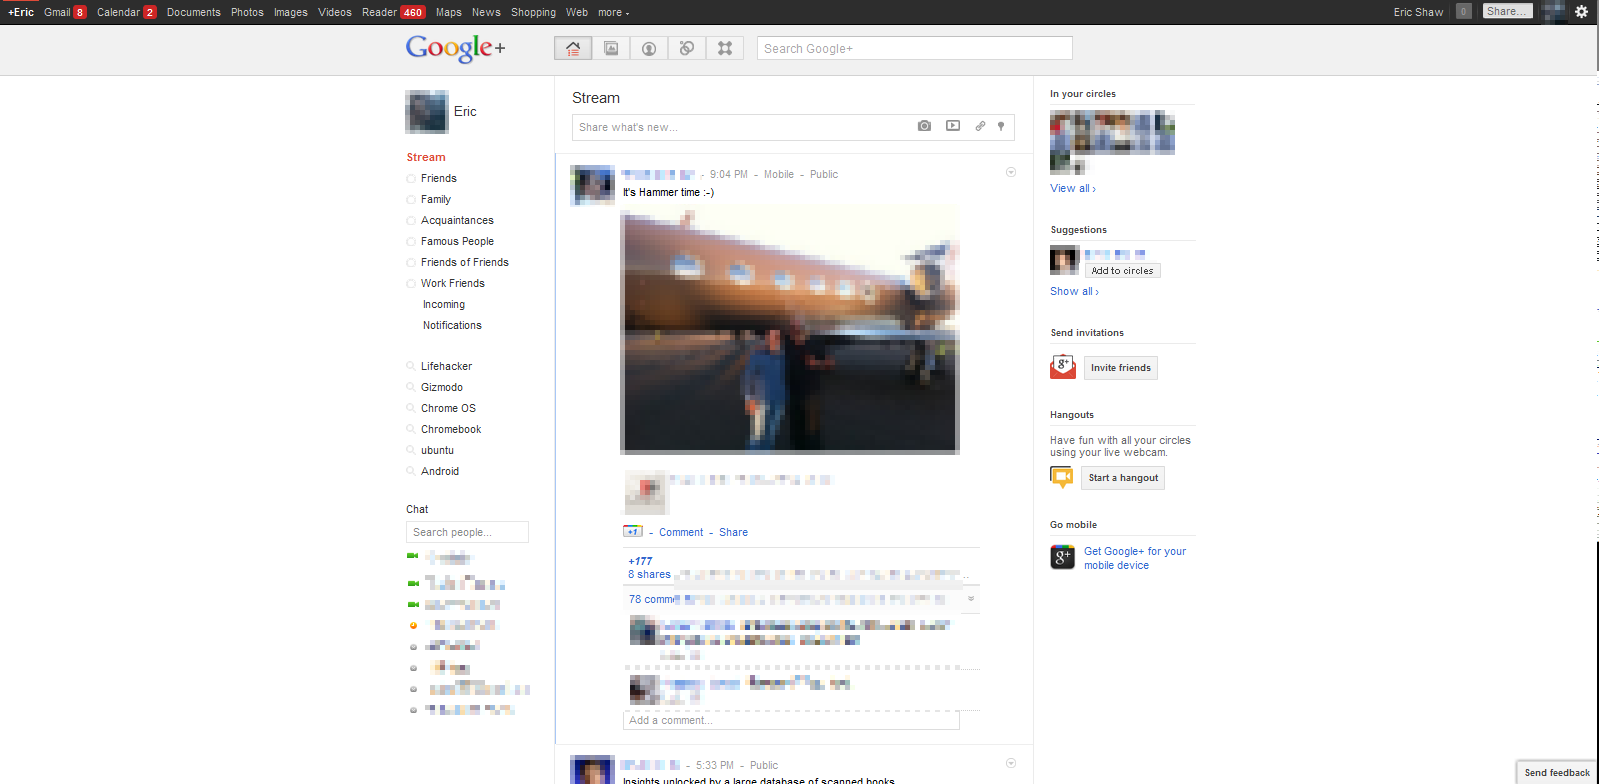 +Eric Gmail 8 Calendar 2 Documents Photos Images Videos Reader 460 Maps News Shopping Web more
Eric Shaw 0 Share...
Google+
Search Google+
Eric
Stream
Friends
Family
Acquaintances
Famous People
Friends of Friends
Work Friends
Incoming
Notifications
Lifehacker
Gizmodo
Chrome OS
Chromebook
ubuntu
Android
Chat
Search people...
Stream
Share what's new...
- 9:04 PM - Mobile - Public
It's Hammer time :-)
+1 - Comment - Share
+177
8 shares
78
Add a comment...
- 5:33 PM - Public
Insights unlocked by a large database of scanned books
In your circles
View all ›
Suggestions
Add to circles
Show all ›
Send invitations
g+ Invite friends
Hangouts
Have fun with all your circles
using your live webcam.
Start a hangout
Go mobile
g+ Get Google+ for your
mobile device
Send feedback